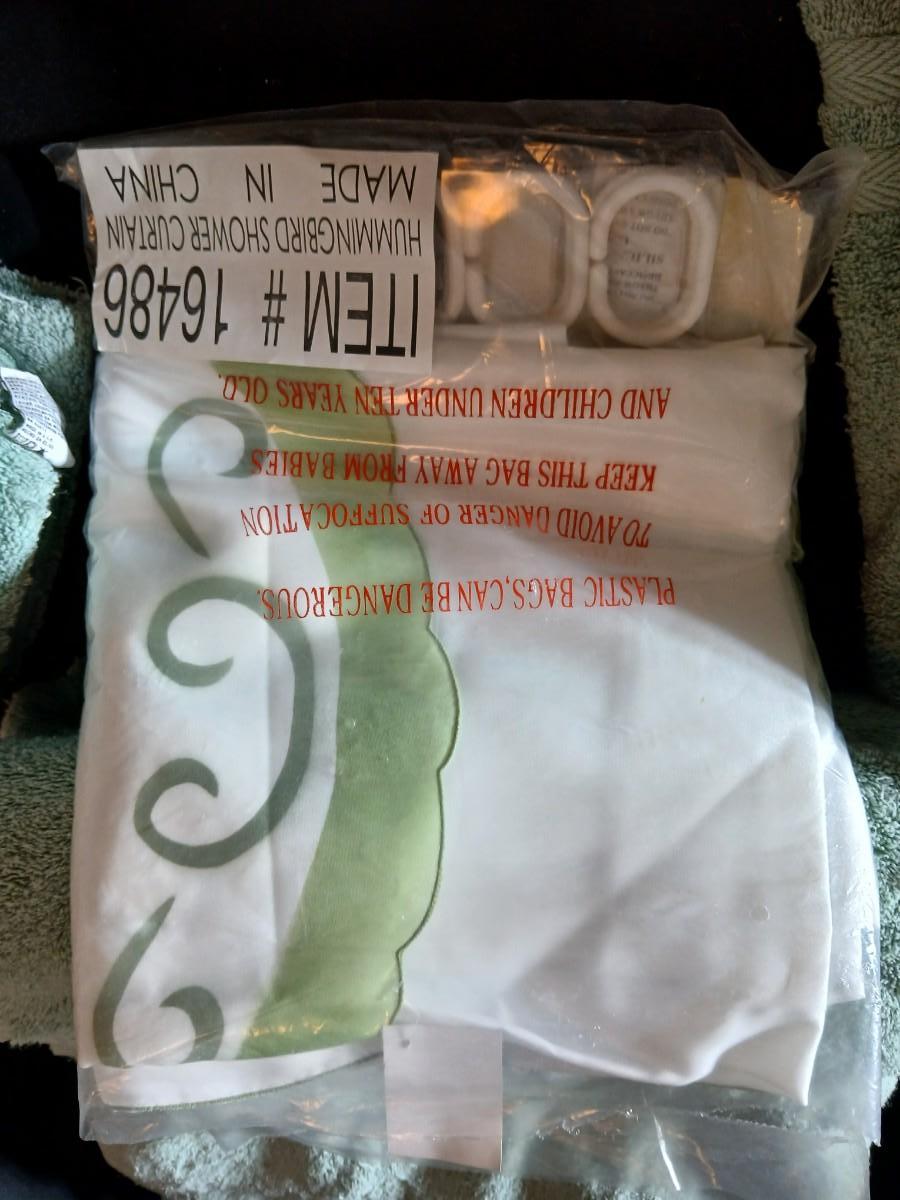 ITEM # 16486
HUMMINGBIRD SHOWER CURTAIN
MADE IN CHINA
PLASTIC BAGS,CAN BE DANGEROUS.
TO AVOID DANGER OF SUFFOCATION
KEEP THIS BAG AWAY FROM BABIES
AND CHILDREN UNDER TEN YEARS OLD.